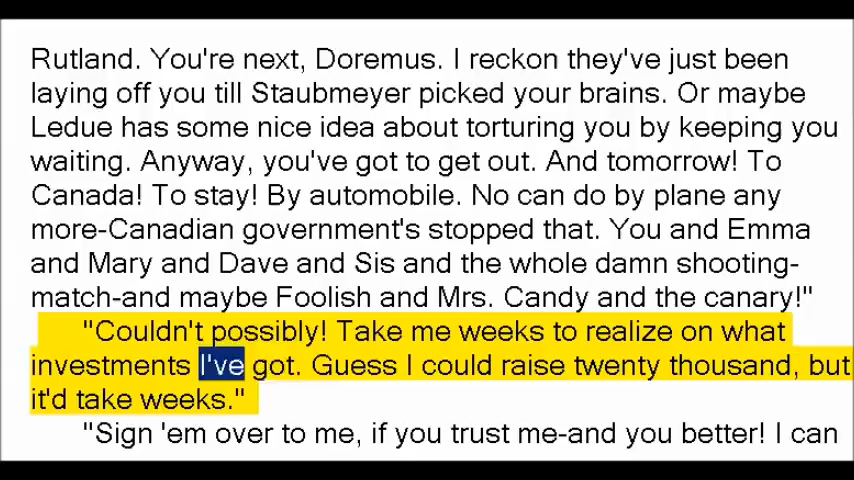 Rutland. You're next, Doremus. I reckon they've just been
laying off you till Staubmeyer picked your brains. Or maybe
Ledue has some nice idea about torturing you by keeping you
waiting. Anyway, you've got to get out. And tomorrow! To
Canada! To stay! By automobile. No can do by plane any
more-Canadian government's stopped that. You and Emma
and Mary and Dave and Sis and the whole damn shooting-
match-and maybe Foolish and Mrs. Candy and the canary!"
"Couldn't possibly! Take me weeks to realize on what
investments I've got. Guess I could raise twenty thousand, but
it'd take weeks."
"Sign 'em over to me, if you trust me-and you better! I can